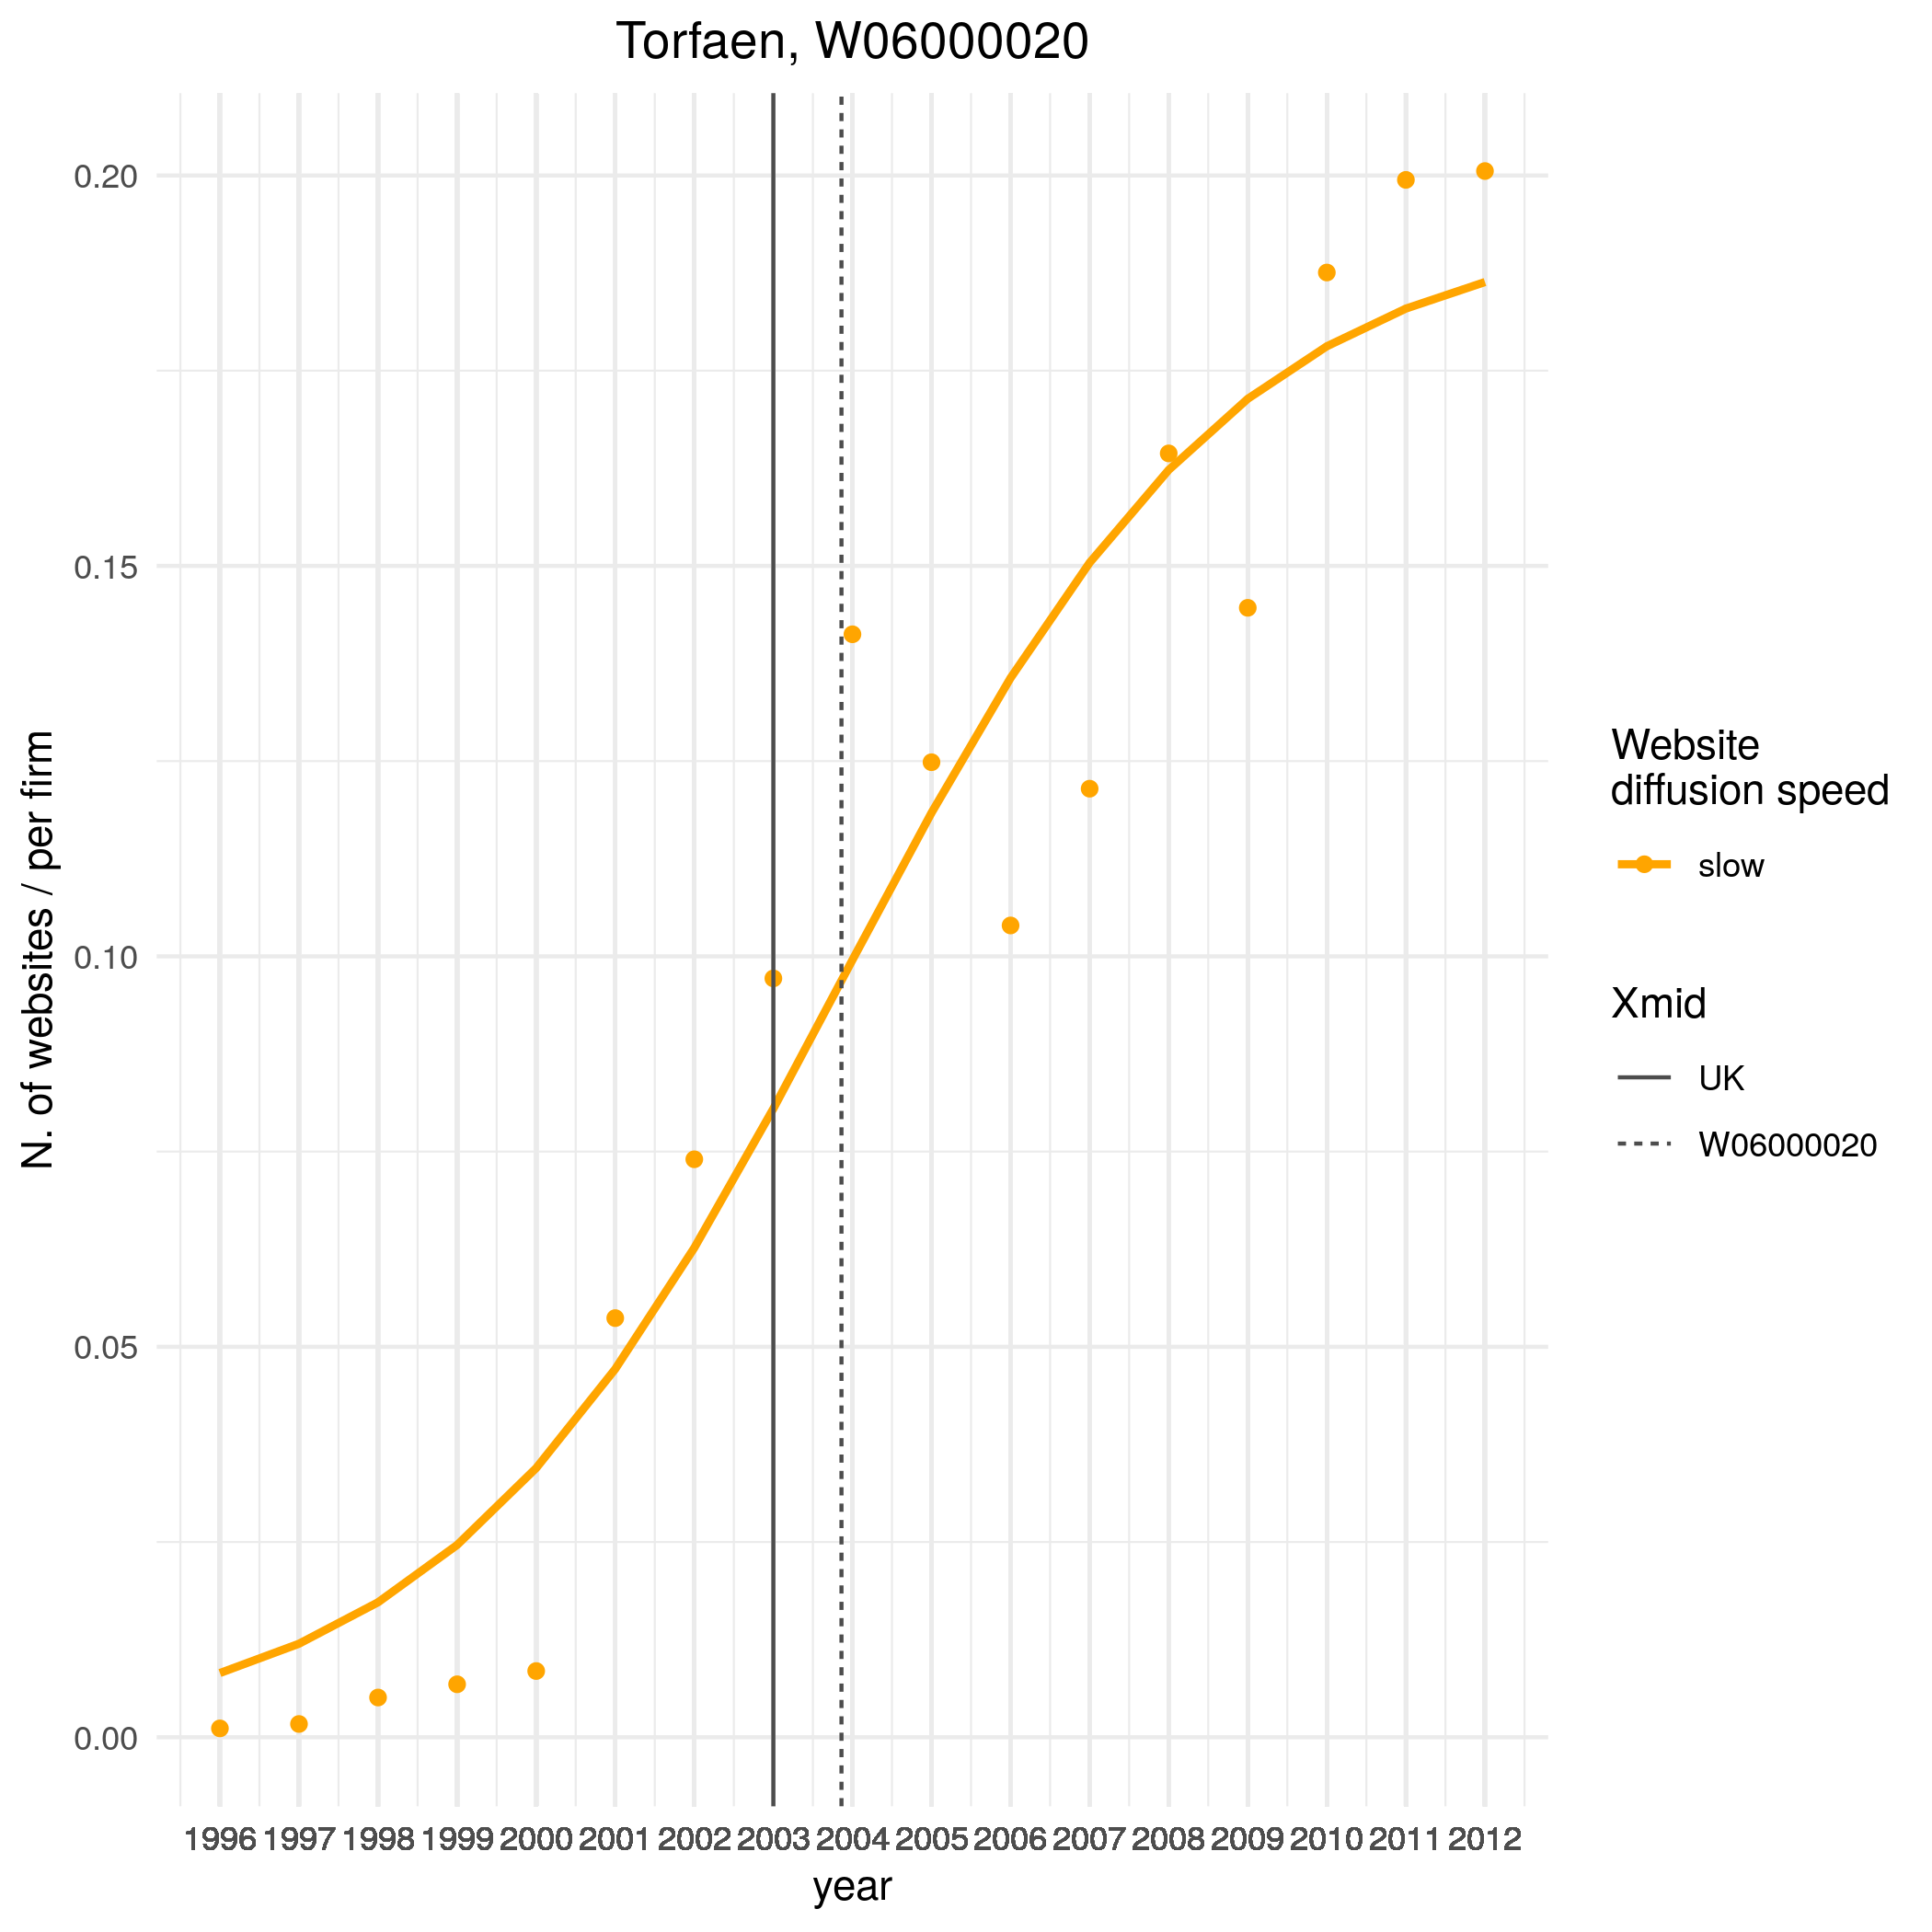 Torfaen, W06000020
0.20
0.15
0.10
0.05
0.00
N. of websites / per firm
1996 1997 1998 1999 2000 2001 2002 2003 2004 2005 2006 2007 2008 2009 2010 2011 2012
year
Website
diffusion speed
slow
Xmid
UK
W06000020